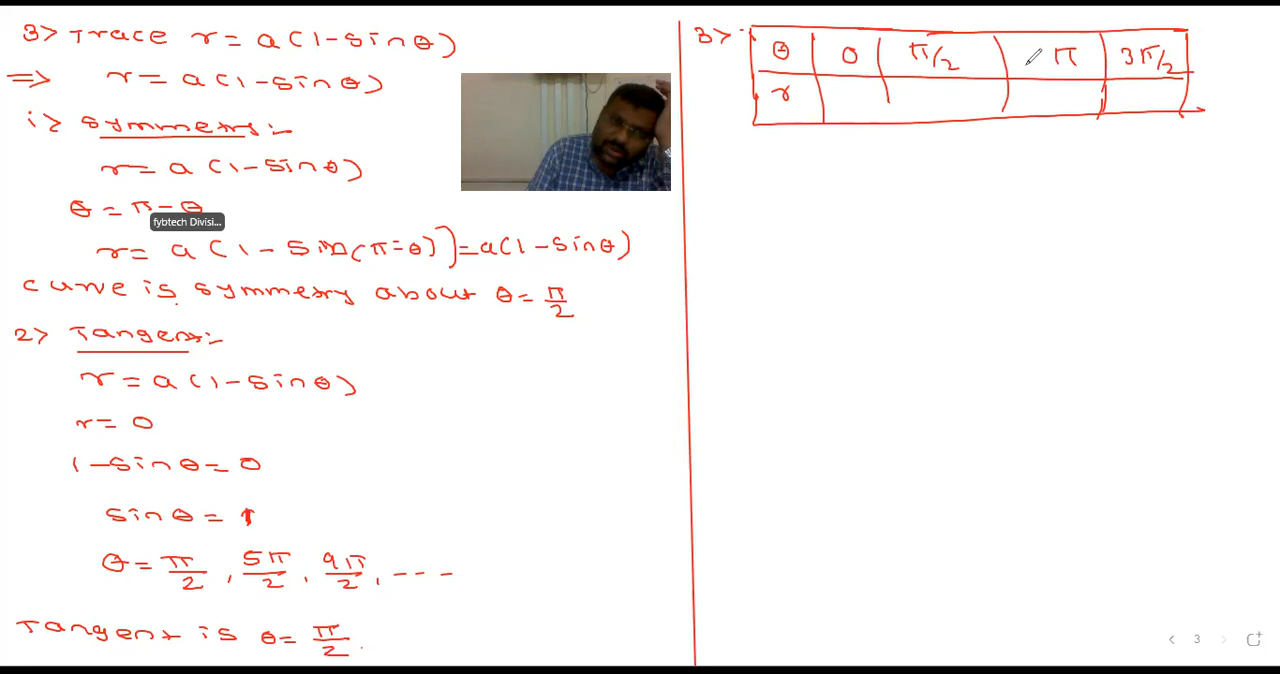 3> Trace r = a(1-sinθ)
=> r = a(1-sinθ)
i> Symmetry:-
r = a(1-sinθ)
θ = π-θ
fybtech Divisi...
r = a(1-sin(π-θ)) = a(1-sinθ)
curve is symmetry about θ = π/2
2> Tangent:-
r = a(1-sinθ)
r = 0
1-sinθ = 0
sinθ = 1
θ = π/2, 5π/2, 9π/2, ----
Tangent is θ = π/2.
3> θ 0 π/2 π 3π/2
r
3